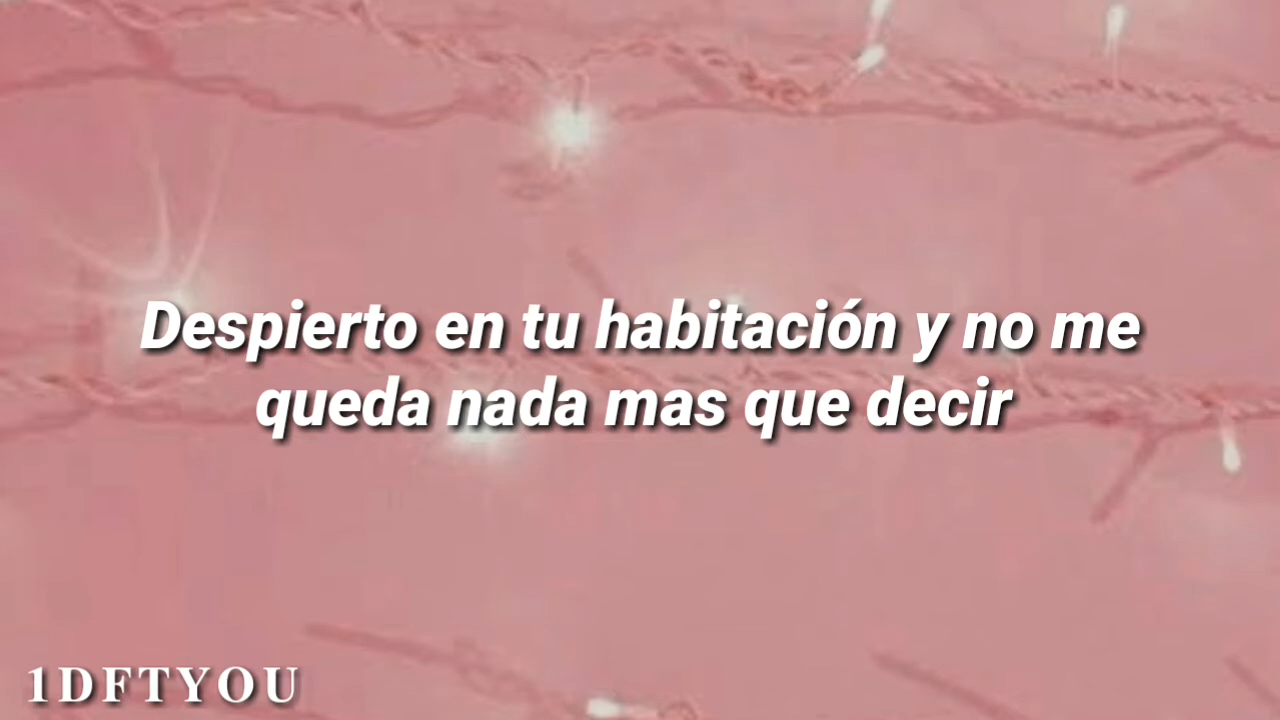 Despierto en tu habitación y no me
queda nada mas que decir
1DFTYOU